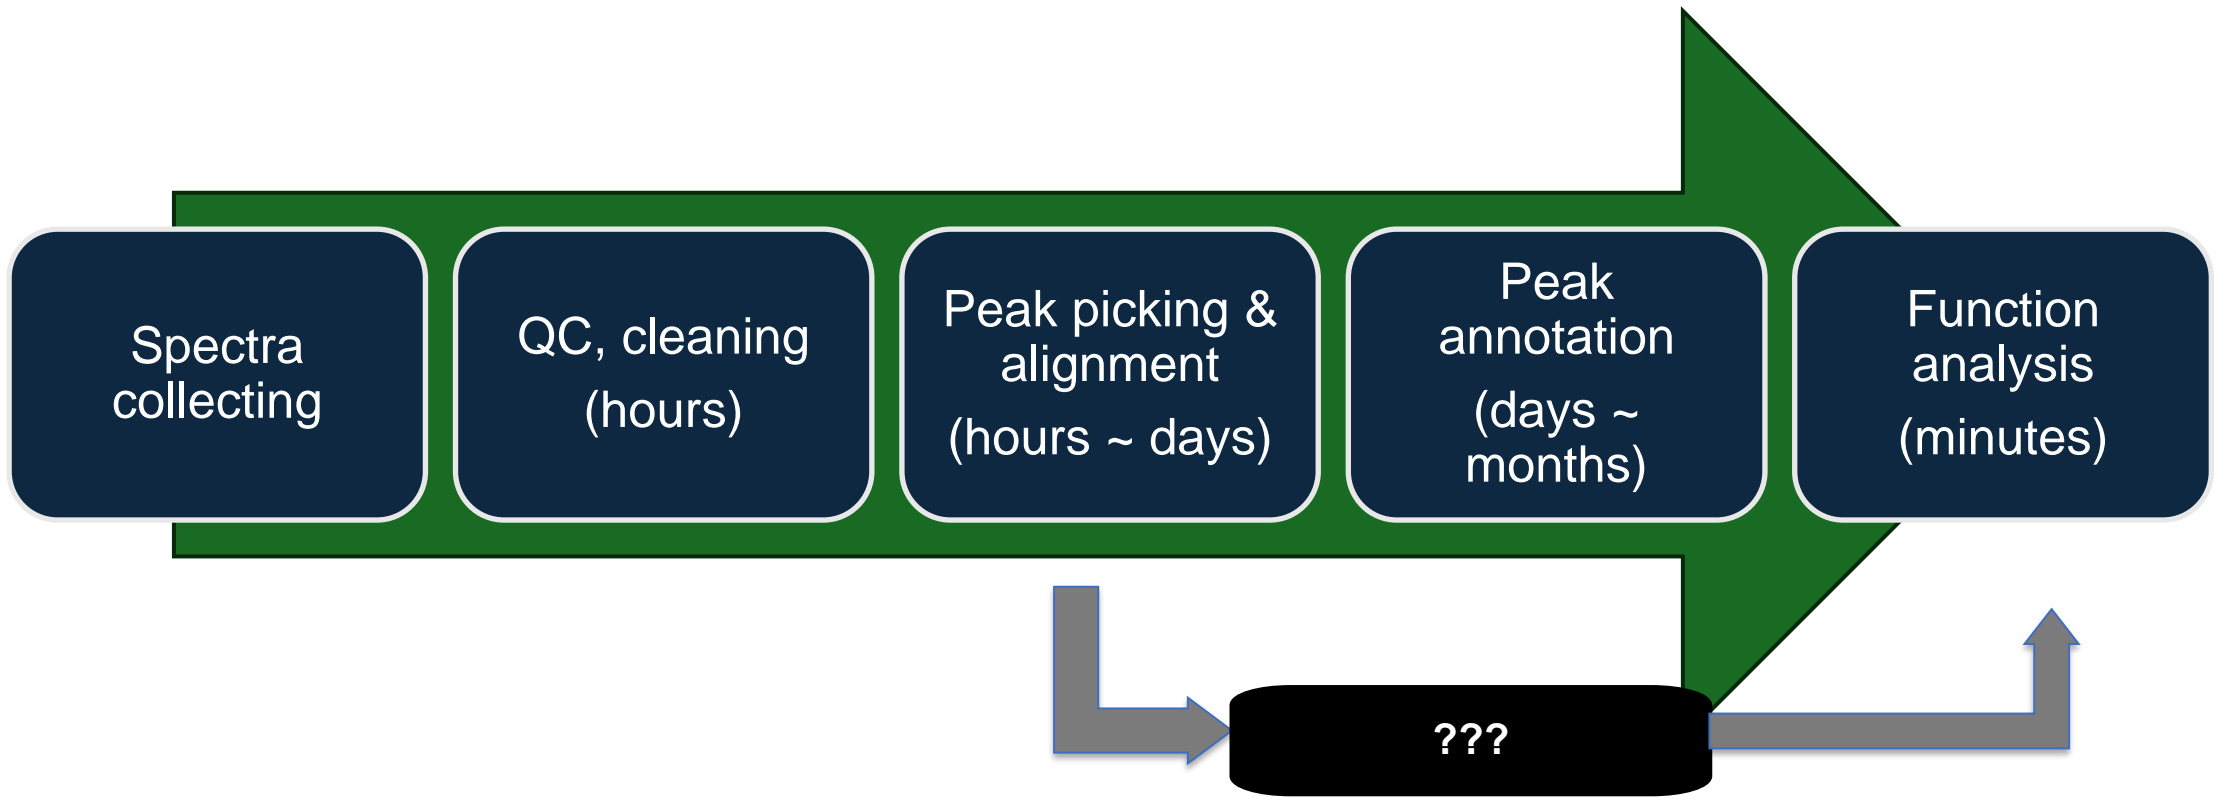 Spectra
collecting
QC, cleaning
(hours)
Peak picking &
alignment
(hours ~ days)
Peak
annotation
(days ~
months)
Function
analysis
(minutes)
???